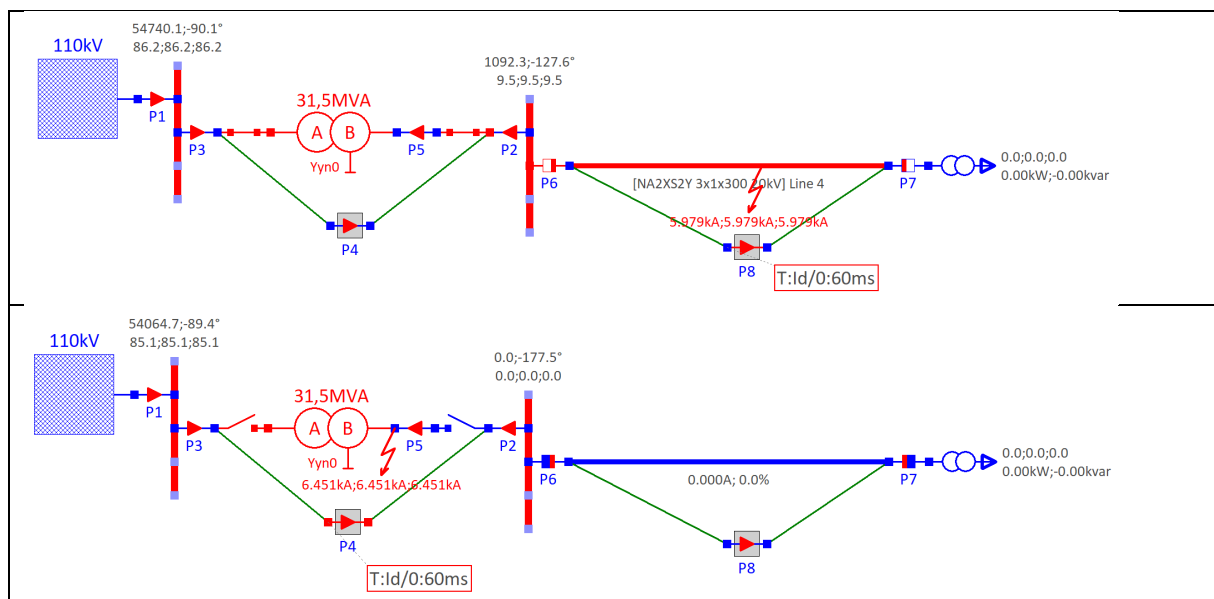 54740.1;-90.1°
86.2;86.2;86.2
110kV
P1
P3
31,5MVA
A
B
Yyn0
P5
P2
P4
1092.3;-127.6°
9.5;9.5;9.5
P6
[NA2XS2Y 3x1x300 20kV] Line 4
5.979kA;5.979kA;5.979kA
P8
T:Id/0:60ms
P7
0.0;0.0;0.0
0.00kW;-0.00kvar
54064.7;-89.4°
85.1;85.1;85.1
110kV
P1
P3
31,5MVA
A
B
Yyn0
P5
P2
6.451kA;6.451kA;6.451kA
P4
T:Id/0:60ms
0.0;-177.5°
0.0;0.0;0.0
P6
0.000A; 0.0%
P8
P7
0.0;0.0;0.0
0.00kW;-0.00kvar